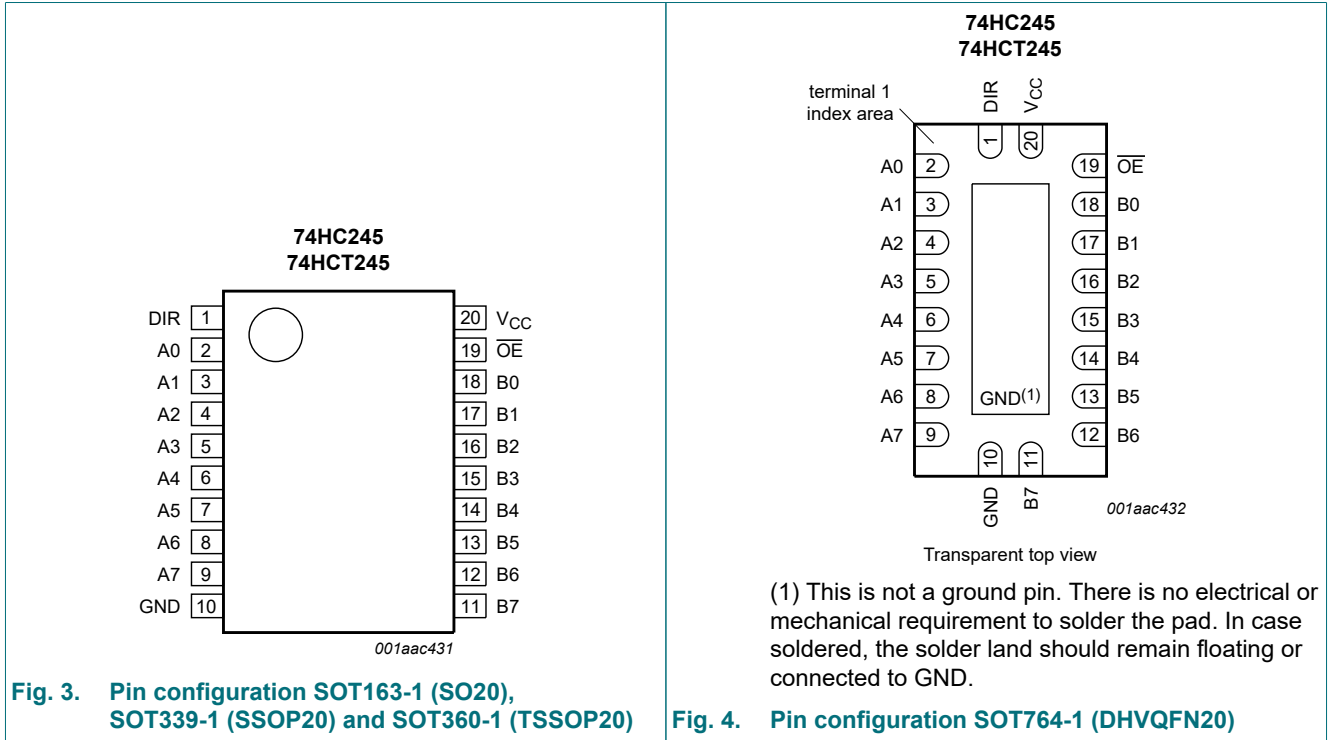 74HC245
74HCT245
DIR 1
A0 2
A1 3
A2 4
A3 5
A4 6
A5 7
A6 8
A7 9
GND 10
20 VCC
19 OE
18 B0
17 B1
16 B2
15 B3
14 B4
13 B5
12 B6
11 B7
001aac431
Fig. 3. Pin configuration SOT163-1 (SO20),
SOT339-1 (SSOP20) and SOT360-1 (TSSOP20)
74HC245
74HCT245
terminal 1
index area
DIR
VCC
1
20
A0 2
A1 3
A2 4
A3 5
A4 6
A5 7
A6 8
A7 9
19 OE
18 B0
17 B1
16 B2
15 B3
14 B4
13 B5
12 B6
GND(1)
10
11
GND
B7
001aac432
Transparent top view
(1) This is not a ground pin. There is no electrical or
mechanical requirement to solder the pad. In case
soldered, the solder land should remain floating or
connected to GND.
Fig. 4. Pin configuration SOT764-1 (DHVQFN20)